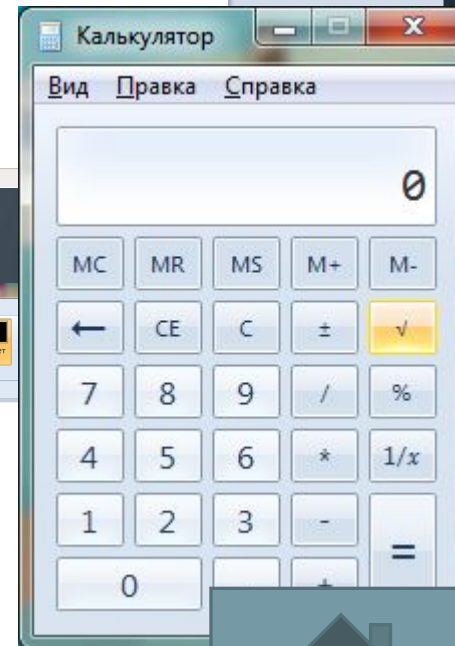 Калькулятор
Вид Правка Справка
0
MC MR MS M+ M-
← CE C ± √
7 8 9 / %
4 5 6 * 1/x
1 2 3 - =
0 +